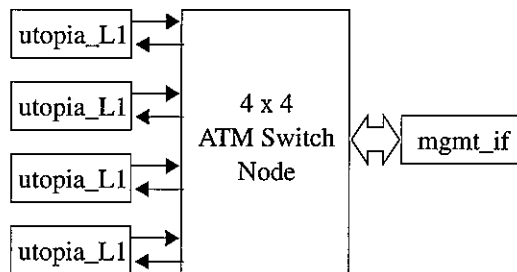 utopia_L1
utopia_L1
utopia_L1
utopia_L1
4 x 4
ATM Switch
Node
mgmt_if